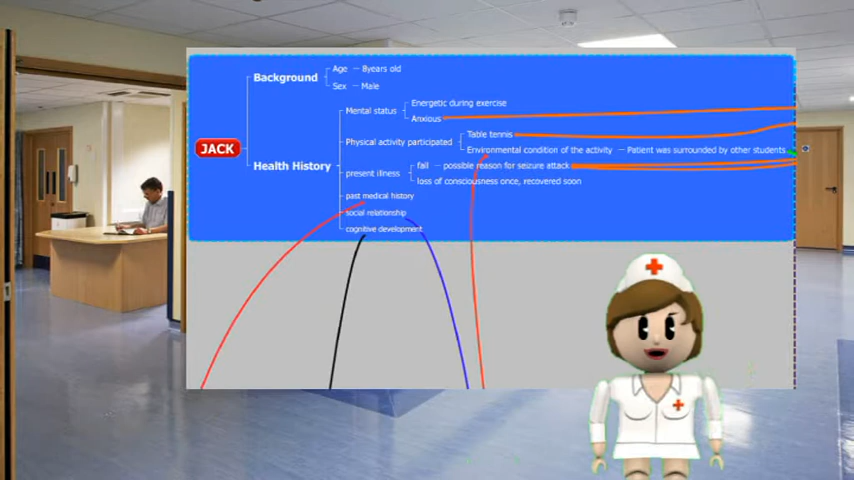 Background
Age
8years old
Sex
Male
JACK
Health History
Mental status
Energetic during exercise
Anxious
Physical activity participated
Table tennis
Environmental condition of the activity
Patient was surrounded by other students
present illness
fall
possible reason for seizure attack
loss of consciousness once, recovered soon
past medical history
social relationship
cognitive development